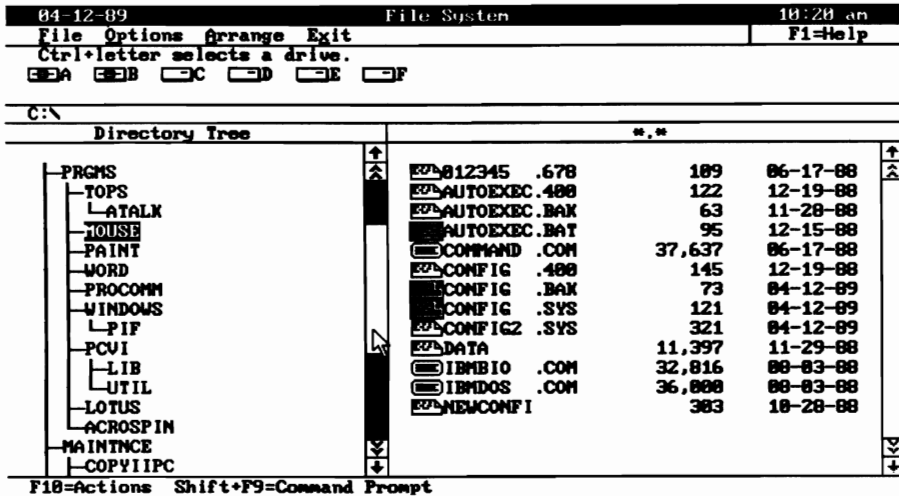 04-12-89 File System 10:20 am
File Options Arrange Exit F1=Help
Ctrl+letter selects a drive.
A B C D E F
C:\
Directory Tree *.*
PRGMS
TOPS
ATALK
MOUSE
PAINT
WORD
PROCOMM
WINDOWS
PIF
PCVI
LIB
UTIL
LOTUS
ACROSPIN
MAINTNCE
COPYIIPC
012345 .678 109 06-17-88
AUTOEXEC.400 122 12-19-88
AUTOEXEC.BAK 63 11-28-88
AUTOEXEC.BAT 95 12-15-88
COMMAND .COM 37,637 06-17-88
CONFIG .400 145 12-19-88
CONFIG .BAK 73 04-12-89
CONFIG .SYS 121 04-12-89
CONFIG2 .SYS 321 04-12-89
DATA 11,397 11-29-88
IBMBIO .COM 32,816 08-03-88
IBMDOS .COM 36,000 08-03-88
NEWCONFI 303 10-28-88
F10=Actions Shift+F9=Command Prompt